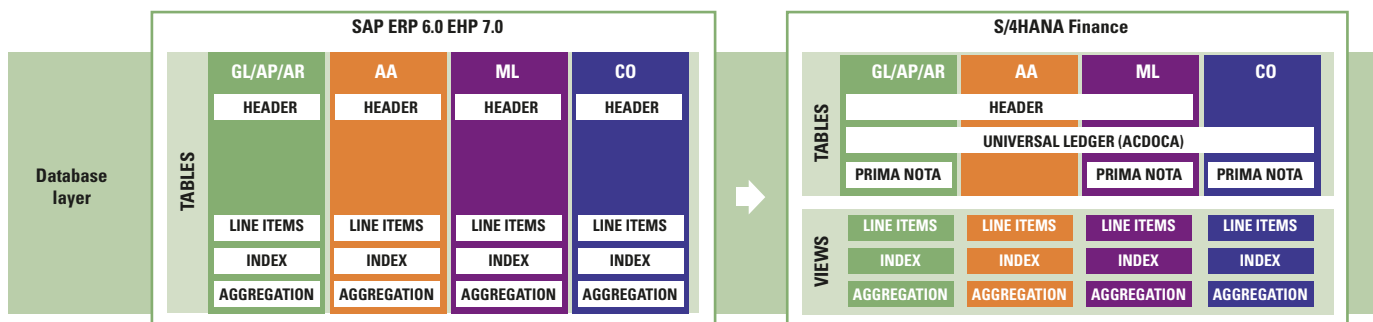 SAP ERP 6.0 EHP 7.0
Database
layer
TABLES
GL/AP/AR AA ML CO
HEADER HEADER HEADER HEADER
LINE ITEMS LINE ITEMS LINE ITEMS LINE ITEMS
INDEX INDEX INDEX INDEX
AGGREGATION AGGREGATION AGGREGATION AGGREGATION
S/4HANA Finance
TABLES
GL/AP/AR AA ML CO
HEADER
UNIVERSAL LEDGER (ACDOCA)
PRIMA NOTA PRIMA NOTA PRIMA NOTA
VIEWS
LINE ITEMS LINE ITEMS LINE ITEMS LINE ITEMS
INDEX INDEX INDEX INDEX
AGGREGATION AGGREGATION AGGREGATION AGGREGATION